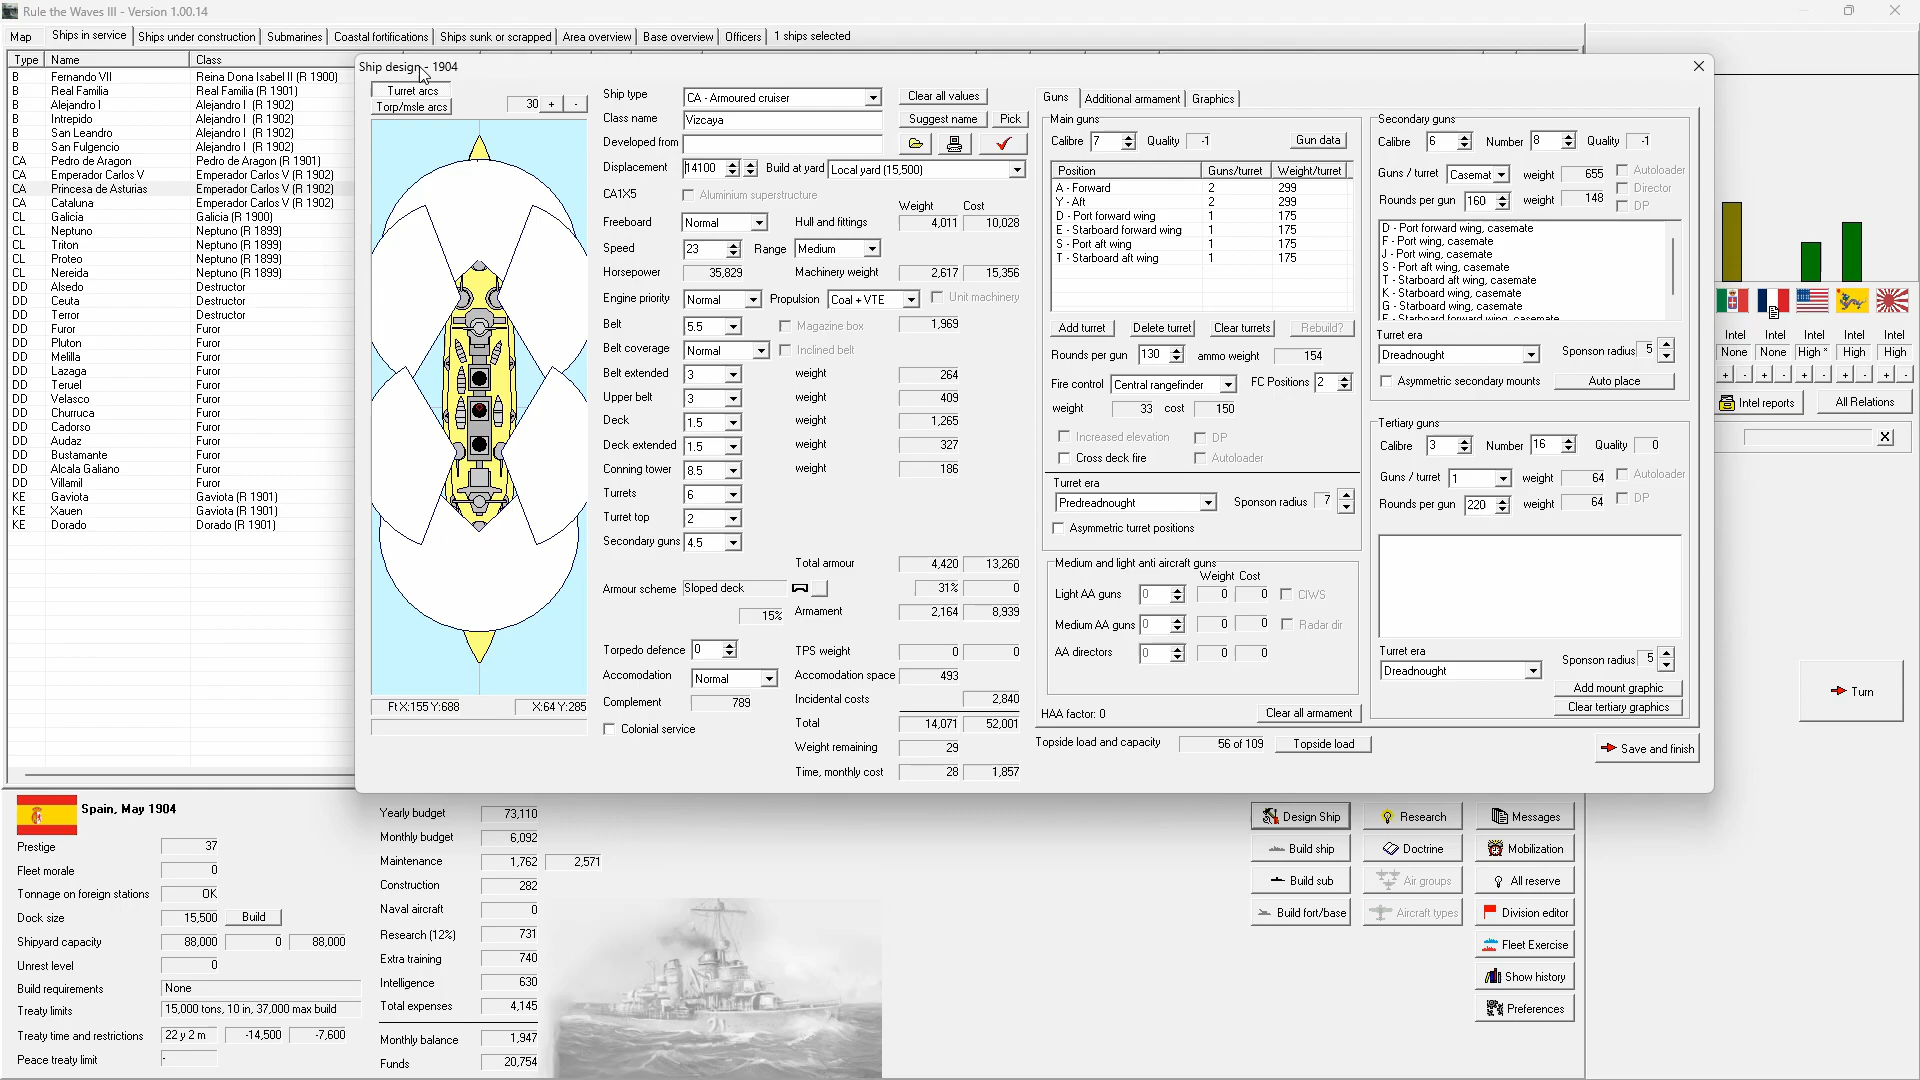 Rule the Waves III - Version 1.00.14
Map Ships in service Ships under construction Submarines Coastal fortifications Ships sunk or scrapped Area overview Base overview Officers 1 ships selected
Type Name Class
B Fernando VII Reina Dona Isabel II (R 1900)
B Real Familia Real Familia (R 1901)
B Alejandro I Alejandro I (R 1902)
B Intrepido Alejandro I (R 1902)
B San Leandro Alejandro I (R 1902)
B San Fulgencio Alejandro I (R 1902)
CA Pedro de Aragon Pedro de Aragon (R 1901)
CA Emperador Carlos V Emperador Carlos V (R 1902)
CA Princesa de Asturias Emperador Carlos V (R 1902)
CA Cataluna Emperador Carlos V (R 1902)
CL Galicia Galicia (R 1900)
CL Neptuno Neptuno (R 1899)
CL Triton Neptuno (R 1899)
CL Proteo Neptuno (R 1899)
CL Nereida Neptuno (R 1899)
DD Alsedo Destructor
DD Ceuta Destructor
DD Terror Destructor
DD Furor Furor
DD Pluton Furor
DD Melilla Furor
DD Lazaga Furor
DD Teruel Furor
DD Velasco Furor
DD Churruca Furor
DD Cadorso Furor
DD Audaz Furor
DD Bustamante Furor
DD Alcala Galiano Furor
DD Villamil Furor
KE Gaviota Gaviota (R 1901)
KE Xauen Gaviota (R 1901)
KE Dorado Dorado (R 1901)
Ship design - 1904
Turret arcs
Torp/msle arcs 30 + -
Ft X:155 Y:688 X:64 Y:285
Ship type CA - Armoured cruiser Clear all values
Class name Vizcaya Suggest name Pick
Developed from
Displacement 14100 Build at yard Local yard (15,500)
CA1X5 Aluminium superstructure
Weight Cost
Freeboard Normal Hull and fittings 4,011 10,028
Speed 23 Range Medium
Horsepower 35,829 Machinery weight 2,617 15,356
Engine priority Normal Propulsion Coal + VTE Unit machinery
Belt 5.5 Magazine box 1,969
Belt coverage Normal Inclined belt
Belt extended 3 weight 264
Upper belt 3 weight 409
Deck 1.5 weight 1,265
Deck extended 1.5 weight 327
Conning tower 8.5 weight 186
Turrets 6
Turret top 2
Secondary guns 4.5
Total armour 4,420 13,260
Armour scheme Sloped deck 31% 0
15% Armament 2,164 8,939
Torpedo defence 0 TPS weight 0 0
Accomodation Normal Accomodation space 493
Complement 789 Incidental costs 2,840
Colonial service Total 14,071 52,001
Weight remaining 29
Time, monthly cost 28 1,857
Guns Additional armament Graphics
Main guns
Calibre 7 Quality -1 Gun data
Position Guns/turret Weight/turret
A - Forward 2 299
Y - Aft 2 299
D - Port forward wing 1 175
E - Starboard forward wing 1 175
S - Port aft wing 1 175
T - Starboard aft wing 1 175
Add turret Delete turret Clear turrets Rebuild?
Rounds per gun 130 ammo weight 154
Fire control Central rangefinder FC Positions 2
weight 33 cost 150
Increased elevation DP
Cross deck fire Autoloader
Turret era
Predreadnought Sponson radius 7
Asymmetric turret positions
Medium and light anti aircraft guns
Weight Cost
Light AA guns 0 0 0 CIWS
Medium AA guns 0 0 0 Radar dir
AA directors 0 0 0
HAA factor: 0 Clear all armament
Topside load and capacity 56 of 109 Topside load
Secondary guns
Calibre 6 Number 8 Quality -1
Guns / turret Casemat weight 655 Autoloader
Director
Rounds per gun 160 weight 148 DP
D - Port forward wing, casemate
F - Port wing, casemate
J - Port wing, casemate
S - Port aft wing, casemate
T - Starboard aft wing, casemate
K - Starboard wing, casemate
G - Starboard wing, casemate
E - Starboard forward wing, casemate
Turret era
Dreadnought Sponson radius 5
Asymmetric secondary mounts Auto place
Tertiary guns
Calibre 3 Number 16 Quality 0
Guns / turret 1 weight 64 Autoloader
Rounds per gun 220 weight 64 DP
Turret era
Dreadnought Sponson radius 5
Add mount graphic
Clear tertiary graphics
Save and finish
Intel Intel Intel Intel Intel
None None High * High High
+ - + - + - + - + -
Intel reports All Relations
X
Turn
Spain, May 1904
Prestige 37
Fleet morale 0
Tonnage on foreign stations OK
Dock size 15,500 Build
Shipyard capacity 88,000 0 88,000
Unrest level 0
Build requirements None
Treaty limits 15,000 tons, 10 in, 37,000 max build
Treaty time and restrictions 22 y 2 m -14,500 -7,600
Peace treaty limit -
Yearly budget 73,110
Monthly budget 6,092
Maintenance 1,762 2,571
Construction 282
Naval aircraft 0
Research (12%) 731
Extra training 740
Intelligence 630
Total expenses 4,145
Monthly balance 1,947
Funds 20,754
Design Ship Research Messages
Build ship Doctrine Mobilization
Build sub Air groups All reserve
Build fort/base Aircraft types Division editor
Fleet Exercise
Show history
Preferences